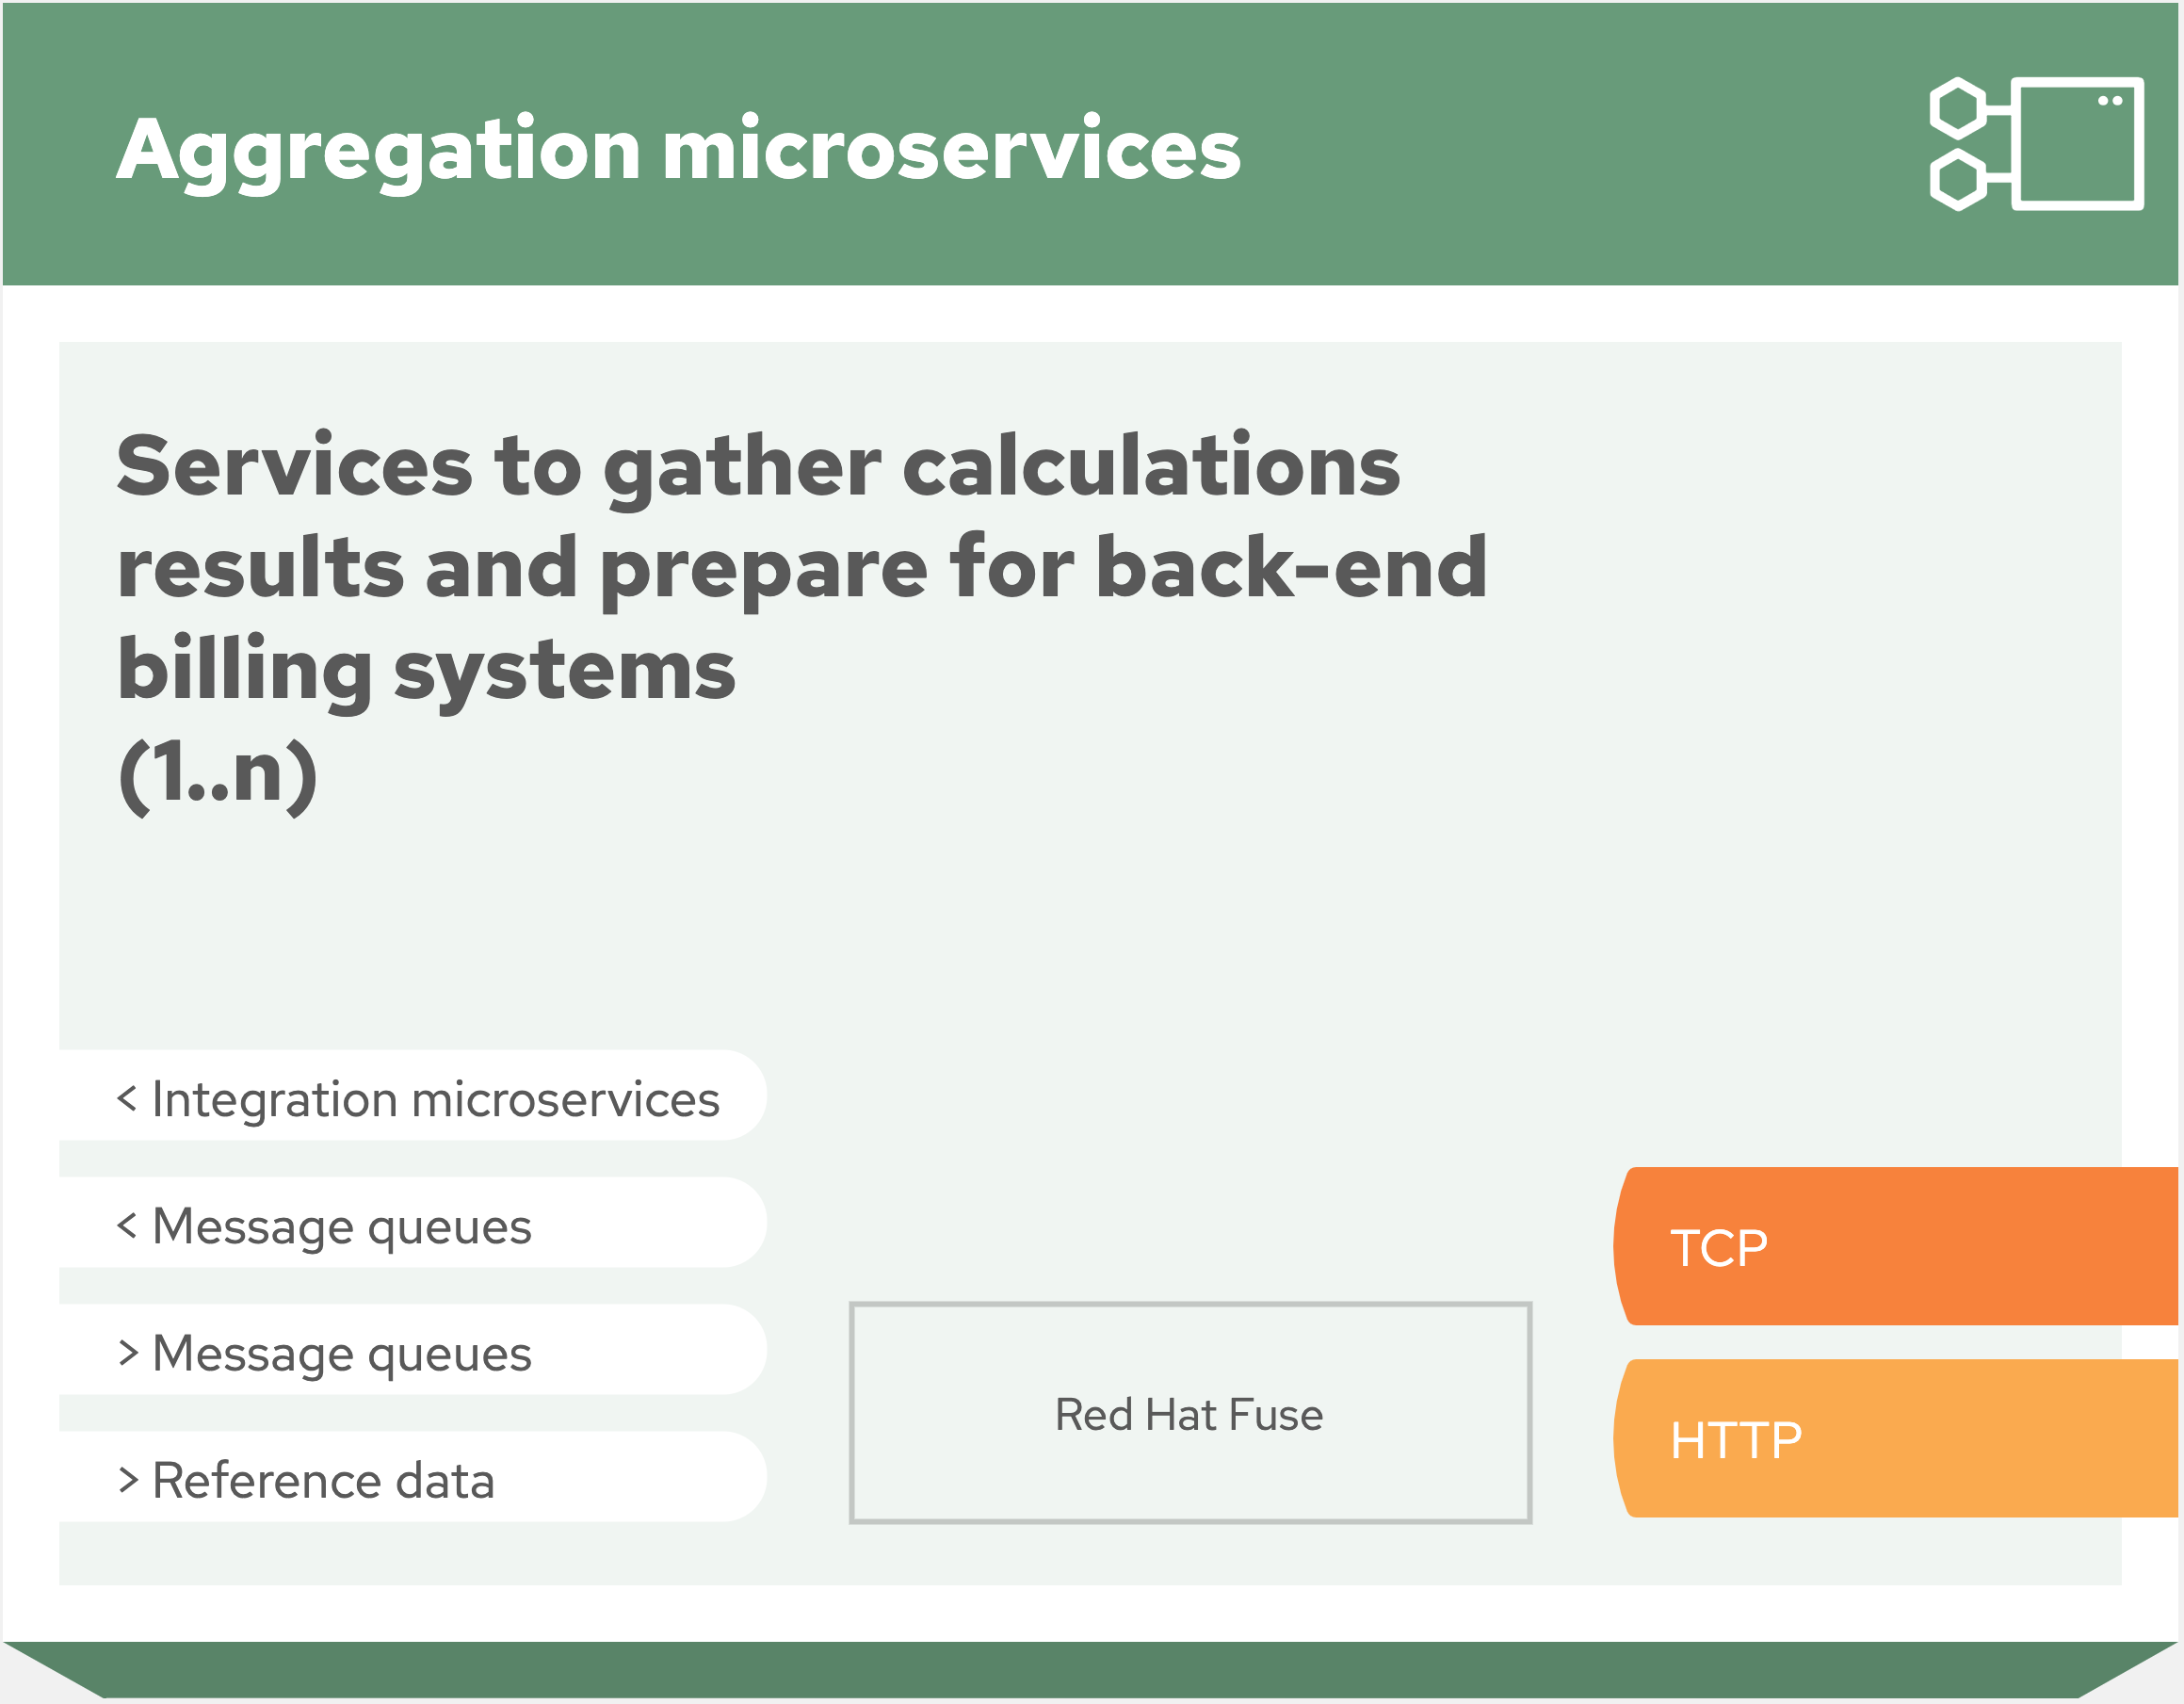 Aggregation microservices
Services to gather calculations
results and prepare for back-end
billing systems
(1..n)
< Integration microservices
< Message queues
> Message queues
> Reference data
Red Hat Fuse
TCP
HTTP